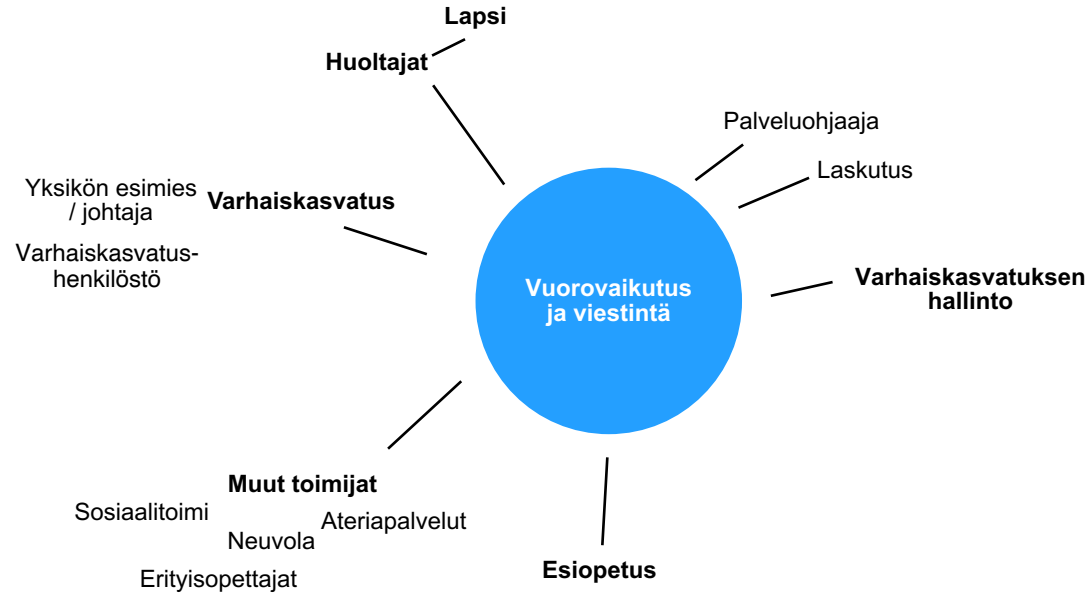 Lapsi
Huoltajat
Palveluohjaaja
Laskutus
Yksikön esimies
/ johtaja
Varhaiskasvatus
Varhaiskasvatus-
henkilöstö
Vuorovaikutus
ja viestintä
Varhaiskasvatuksen
hallinto
Muut toimijat
Sosiaalitoimi
Ateriapalvelut
Neuvola
Erityisopettajat
Esiopetus